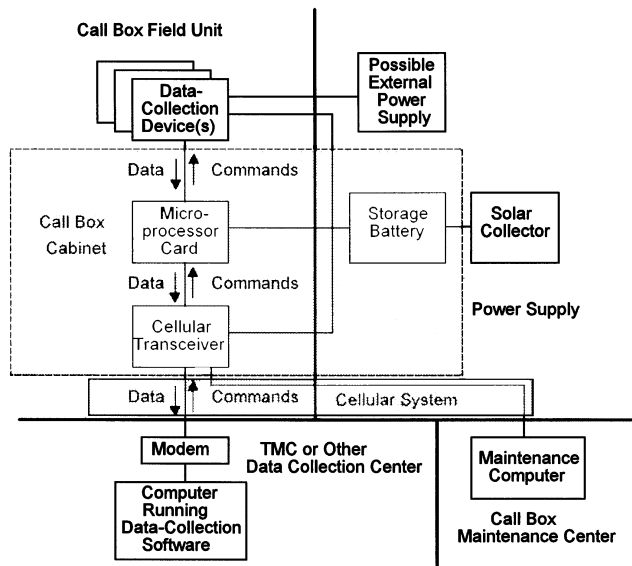 Call Box Field Unit
Data-
Collection
Device(s)
Possible
External
Power
Supply
Data
Commands
Call Box
Cabinet
Micro-
processor
Card
Storage
Battery
Solar
Collector
Data
Commands
Power Supply
Cellular
Transceiver
Data
Commands
Cellular System
Modem
TMC or Other
Data Collection Center
Computer
Running
Data-Collection
Software
Maintenance
Computer
Call Box
Maintenance Center